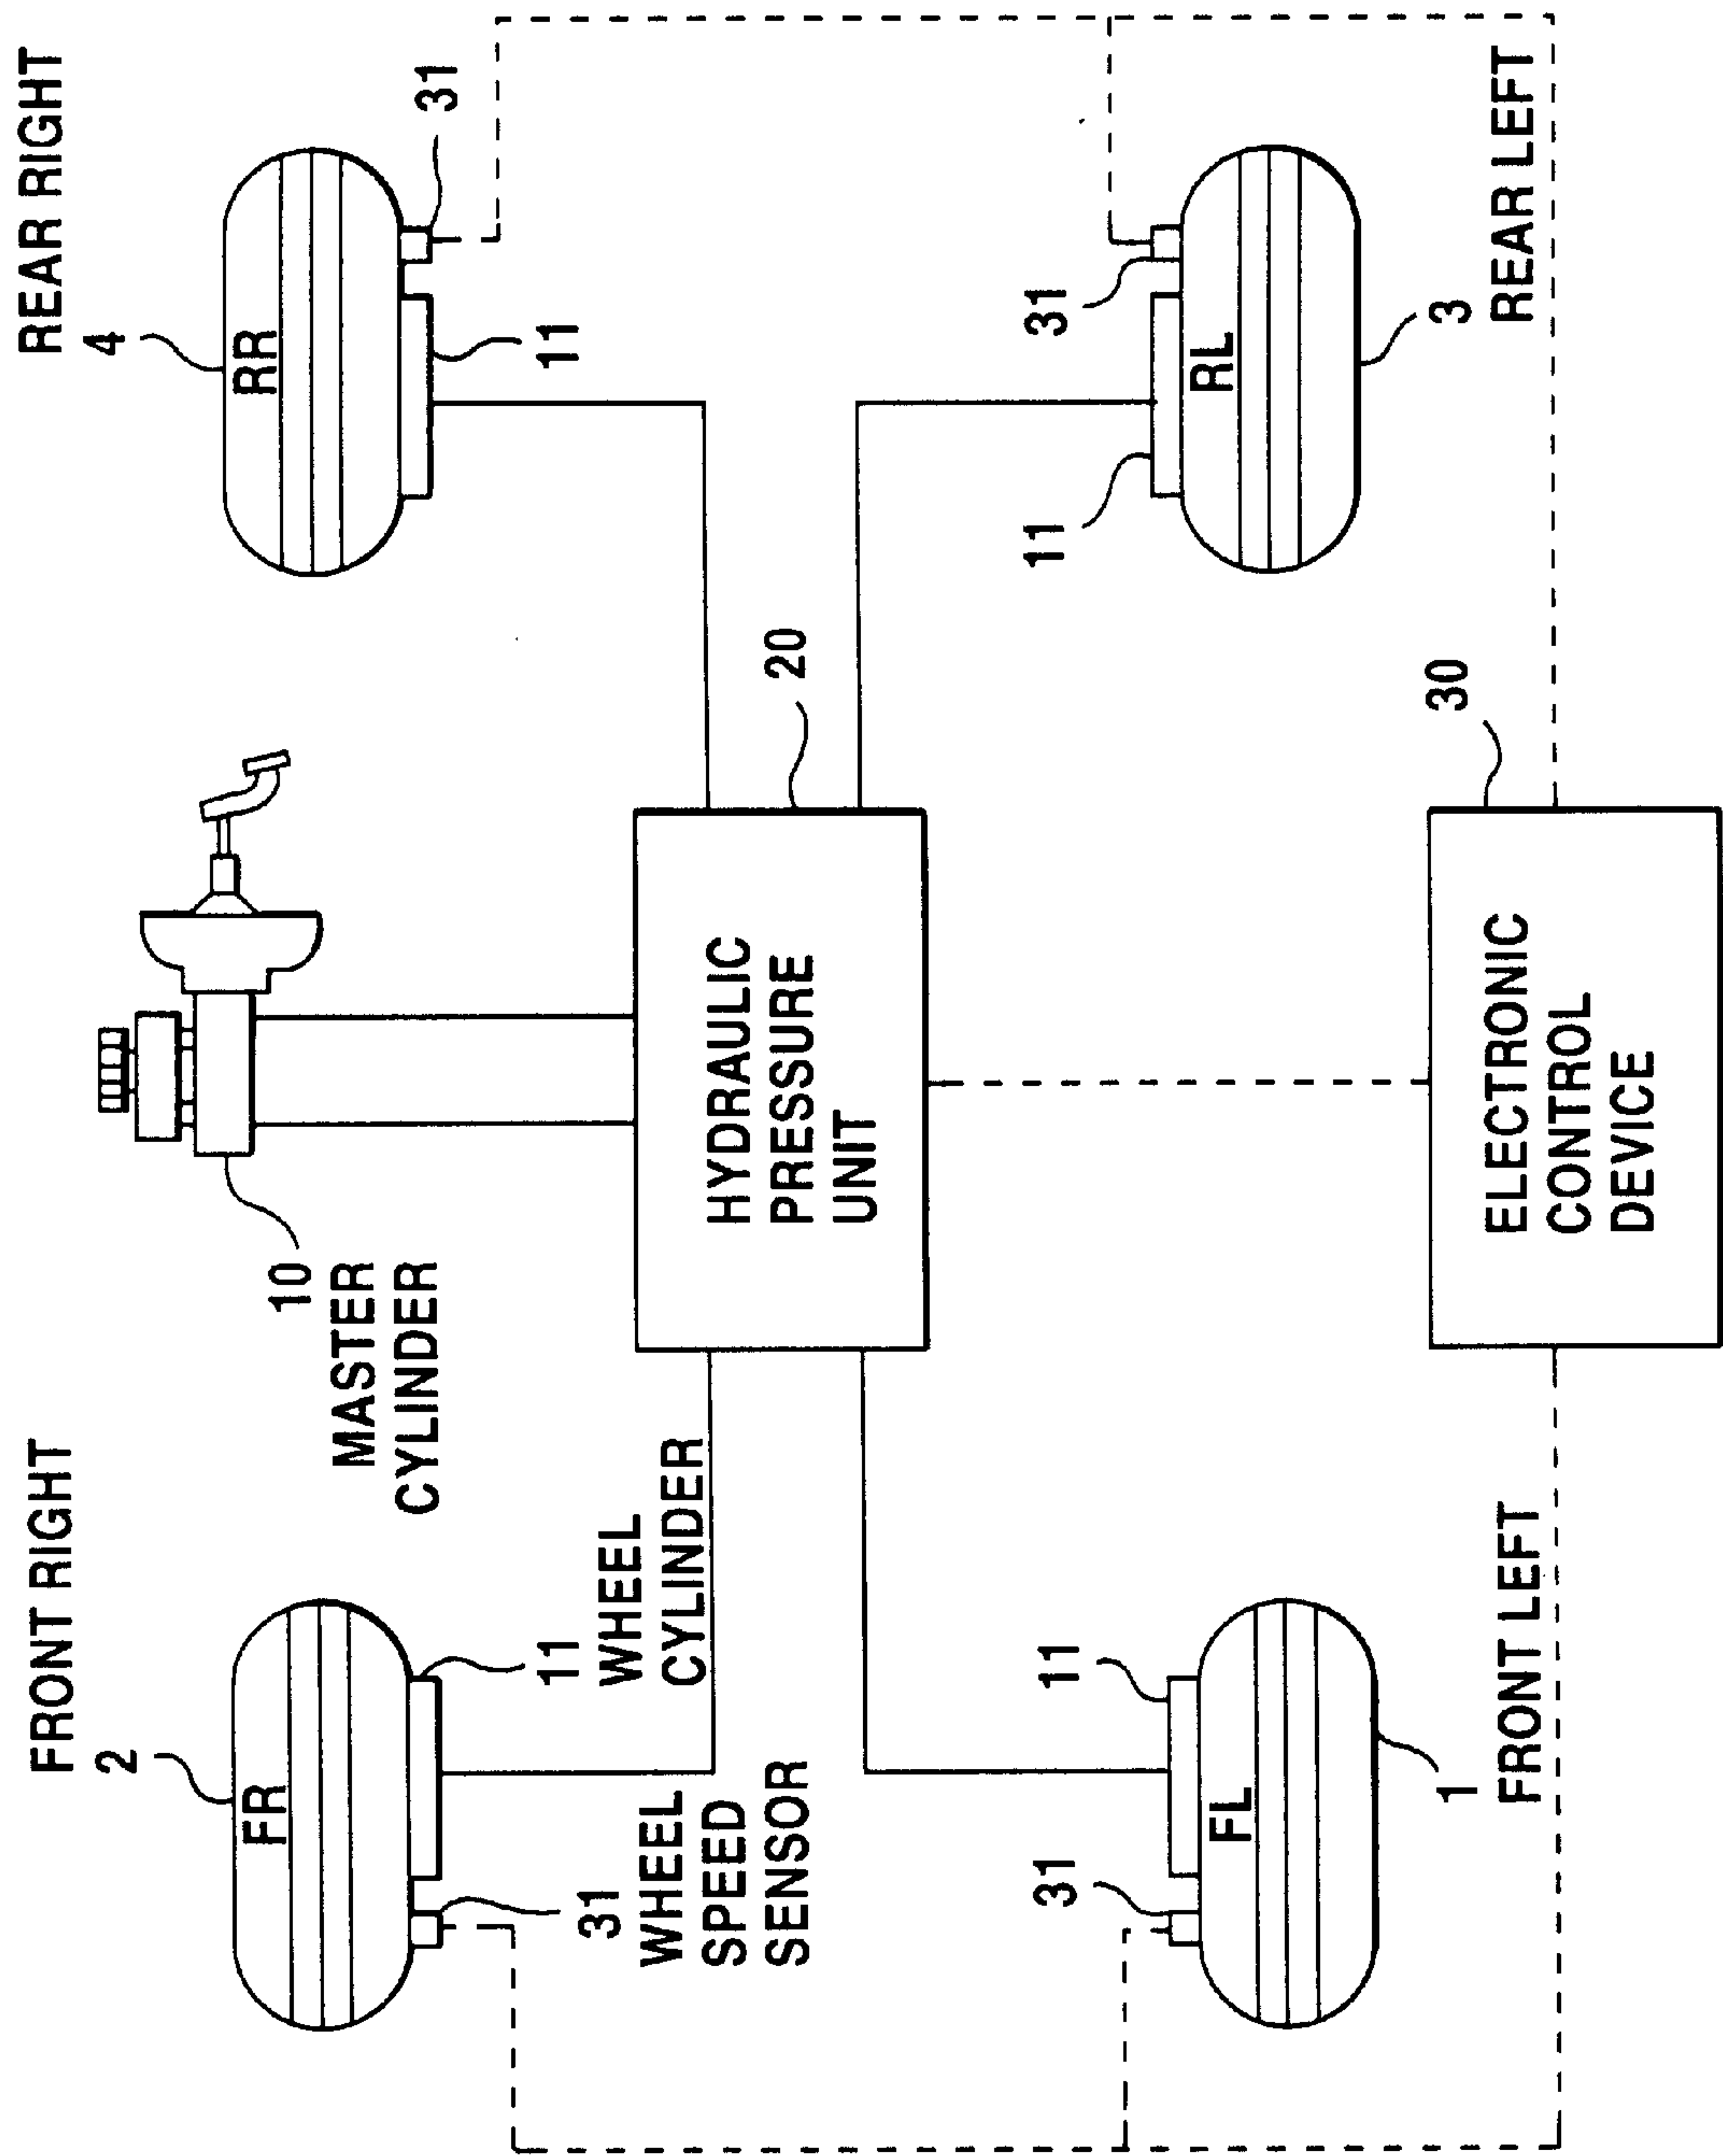 FRONT RIGHT
2
FR
31
WHEEL
SPEED
SENSOR
11
WHEEL
CYLINDER
10
MASTER
CYLINDER
REAR RIGHT
4
RR
11
31
HYDRAULIC
PRESSURE
UNIT
20
31
11
FL
1
FRONT LEFT
11
31
RL
3
REAR LEFT
30
ELECTRONIC
CONTROL
DEVICE